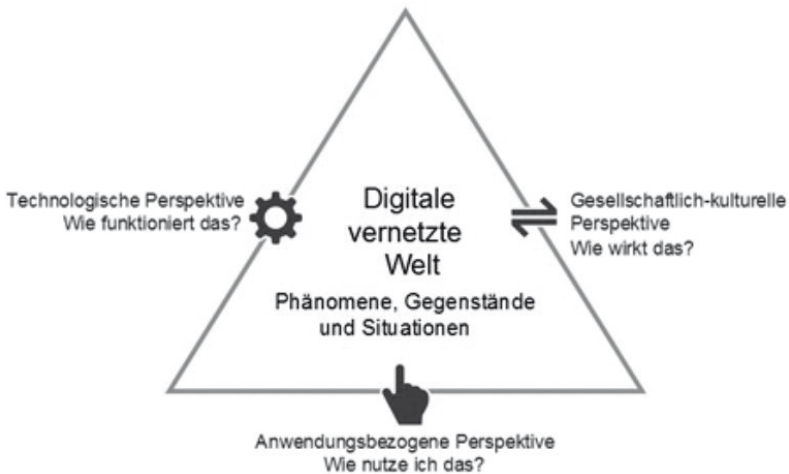 Technologische Perspektive
Wie funktioniert das?
Digitale
vernetzte
Welt
Phänomene, Gegenstände
und Situationen
Gesellschaftlich-kulturelle
Perspektive
Wie wirkt das?
Anwendungsbezogene Perspektive
Wie nutze ich das?